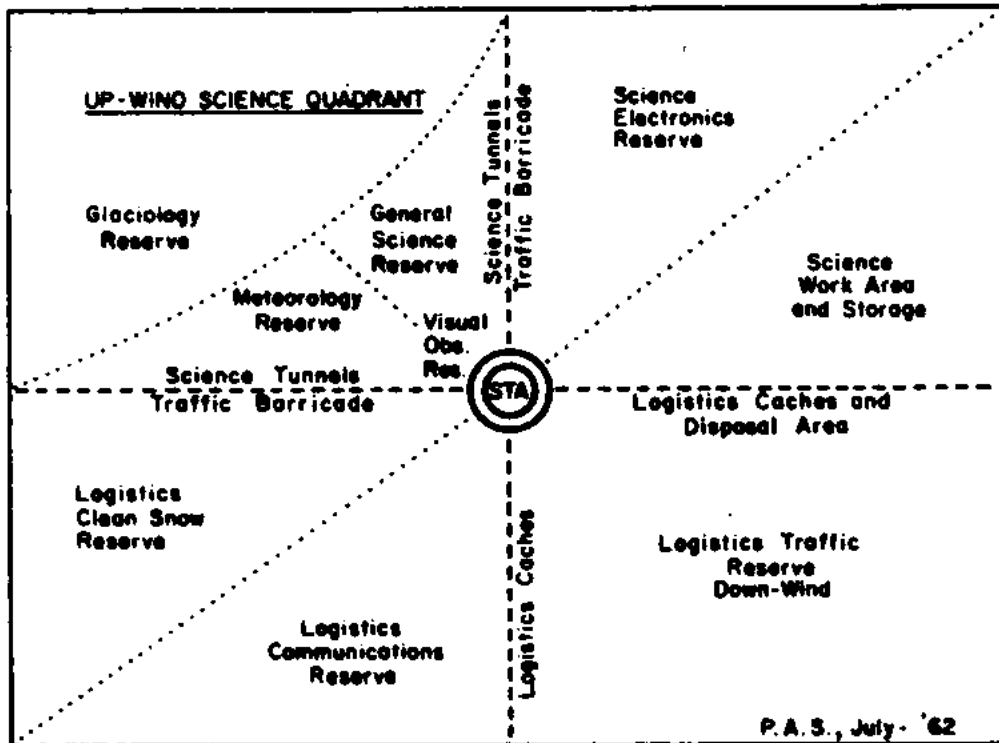 UP-WIND SCIENCE QUADRANT
Science
Electronics
Reserve
Science Tunnels
Traffic Barricade
Glaciology
Reserve
General
Science
Reserve
Science
Work Area
and Storage
Meteorology
Reserve
Visual
Obs.
Res.
Science Tunnels
Traffic Barricade
STA
Logistics Caches and
Disposal Area
Logistics
Clean Snow
Reserve
Logistics Caches
Logistics Traffic
Reserve
Down-Wind
Logistics
Communications
Reserve
P.A.S., July - '62